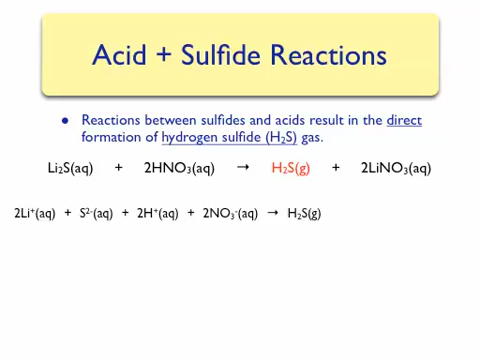 Acid + Sulfide Reactions
● Reactions between sulfides and acids result in the direct
formation of hydrogen sulfide (H₂S) gas.
Li₂S(aq) + 2HNO₃(aq) → H₂S(g) + 2LiNO₃(aq)
2Li⁺(aq) + S²⁻(aq) + 2H⁺(aq) + 2NO₃⁻(aq) → H₂S(g)